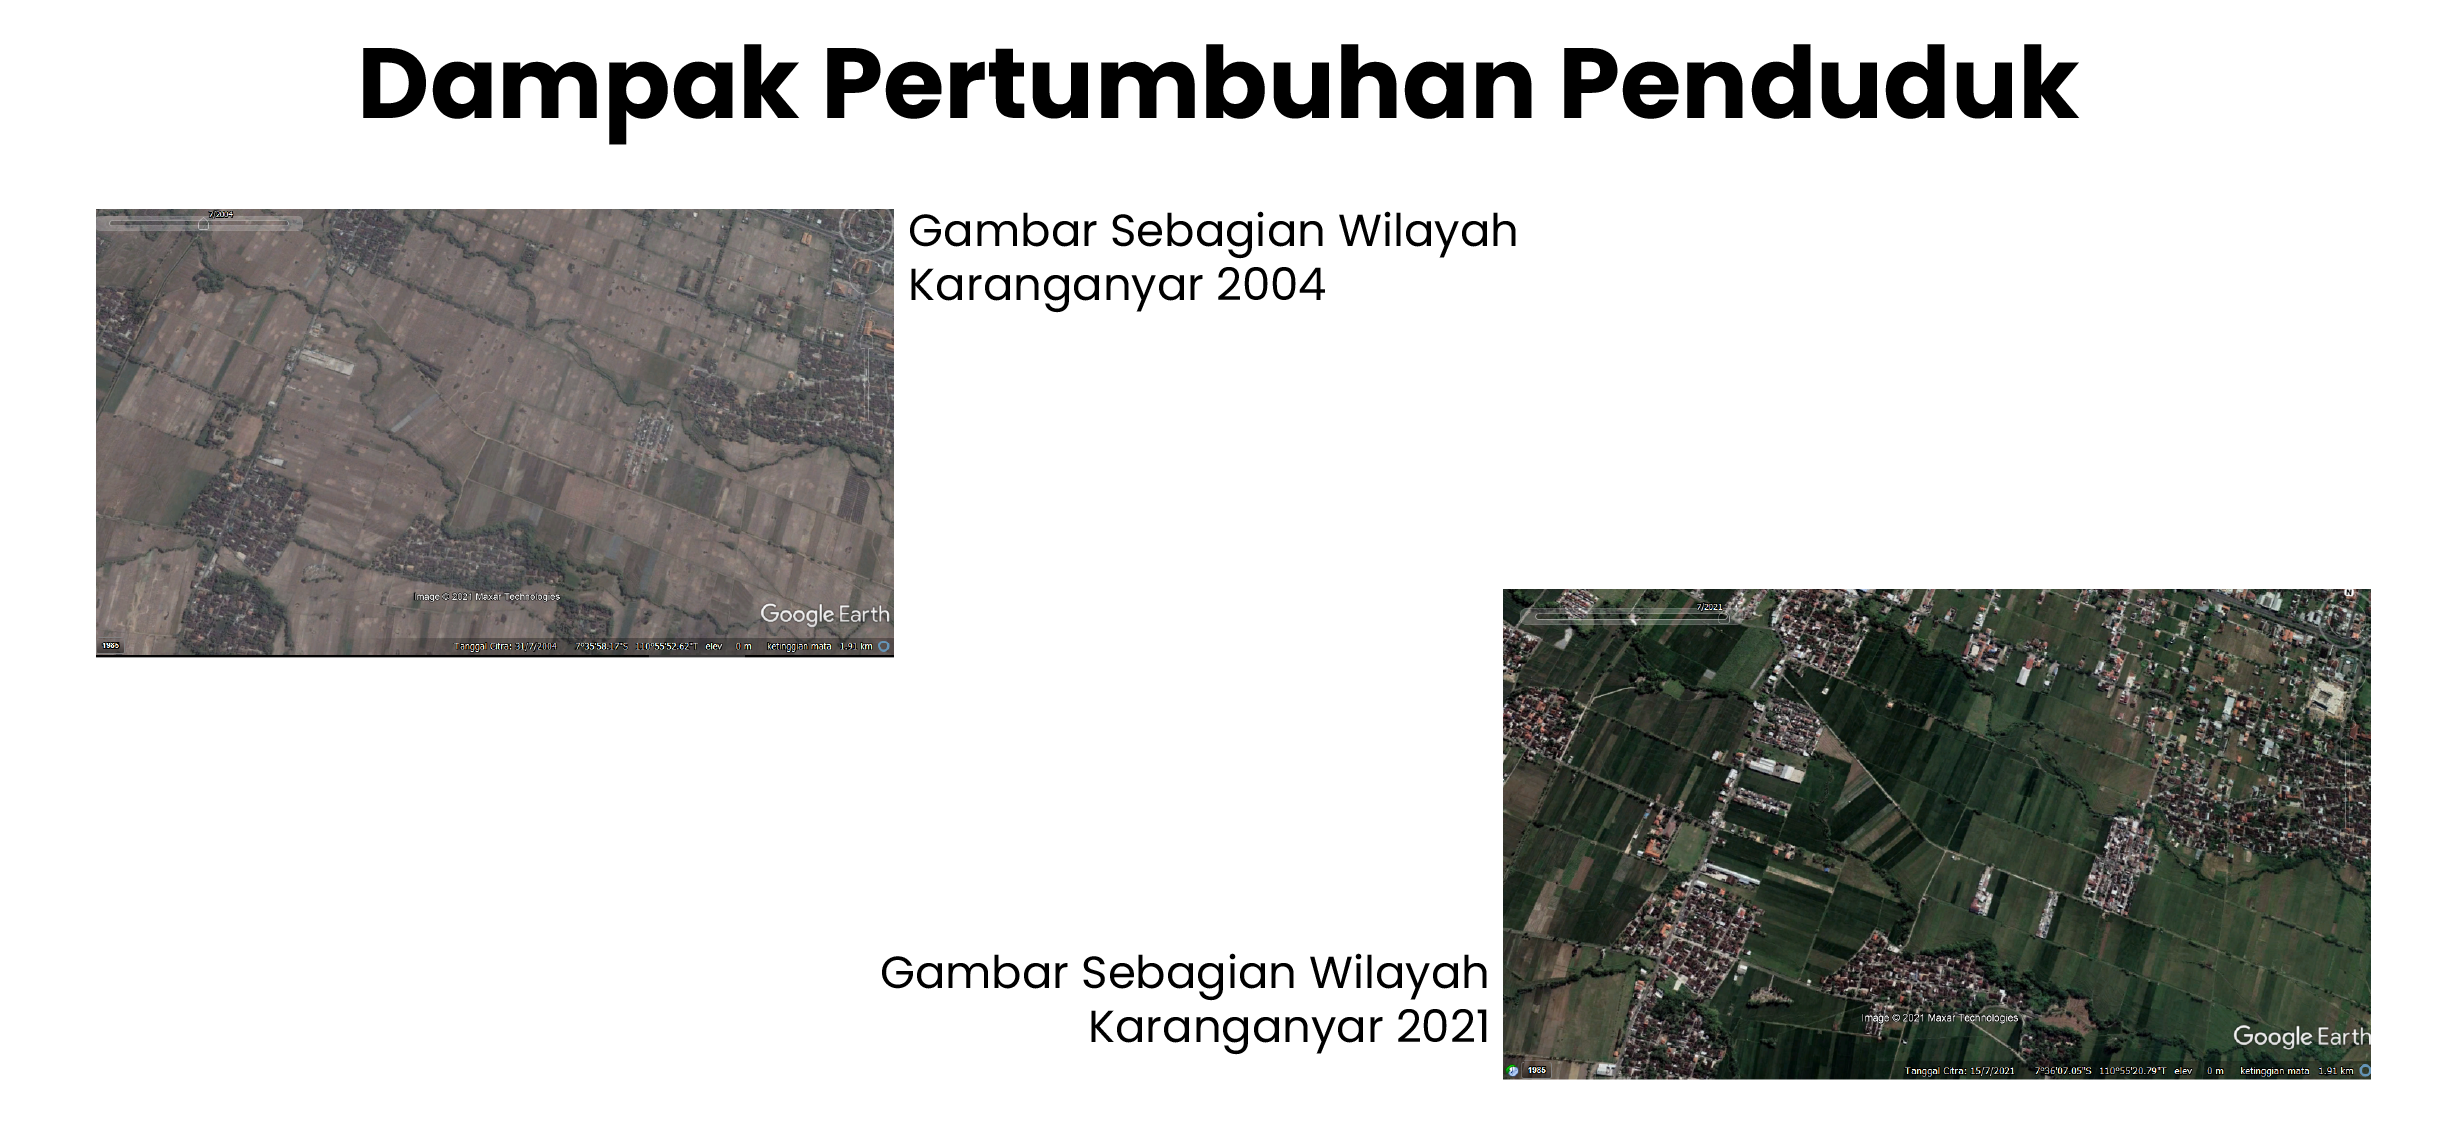 Dampak Pertumbuhan Penduduk
7/2004
Gambar Sebagian Wilayah
Karanganyar 2004
Image © 2021 Maxar Technologies
Google Earth
1985
Tanggal Citra: 31/7/2004 7°35'58.17"S 110°55'52.62"T elev 0 m ketinggian mata 1.91 km
7/2021
N
Gambar Sebagian Wilayah
Karanganyar 2021
Image © 2021 Maxar Technologies
Google Earth
1985
Tanggal Citra: 15/7/2021 7°36'07.05"S 110°55'20.79"T elev 0 m ketinggian mata 1.91 km